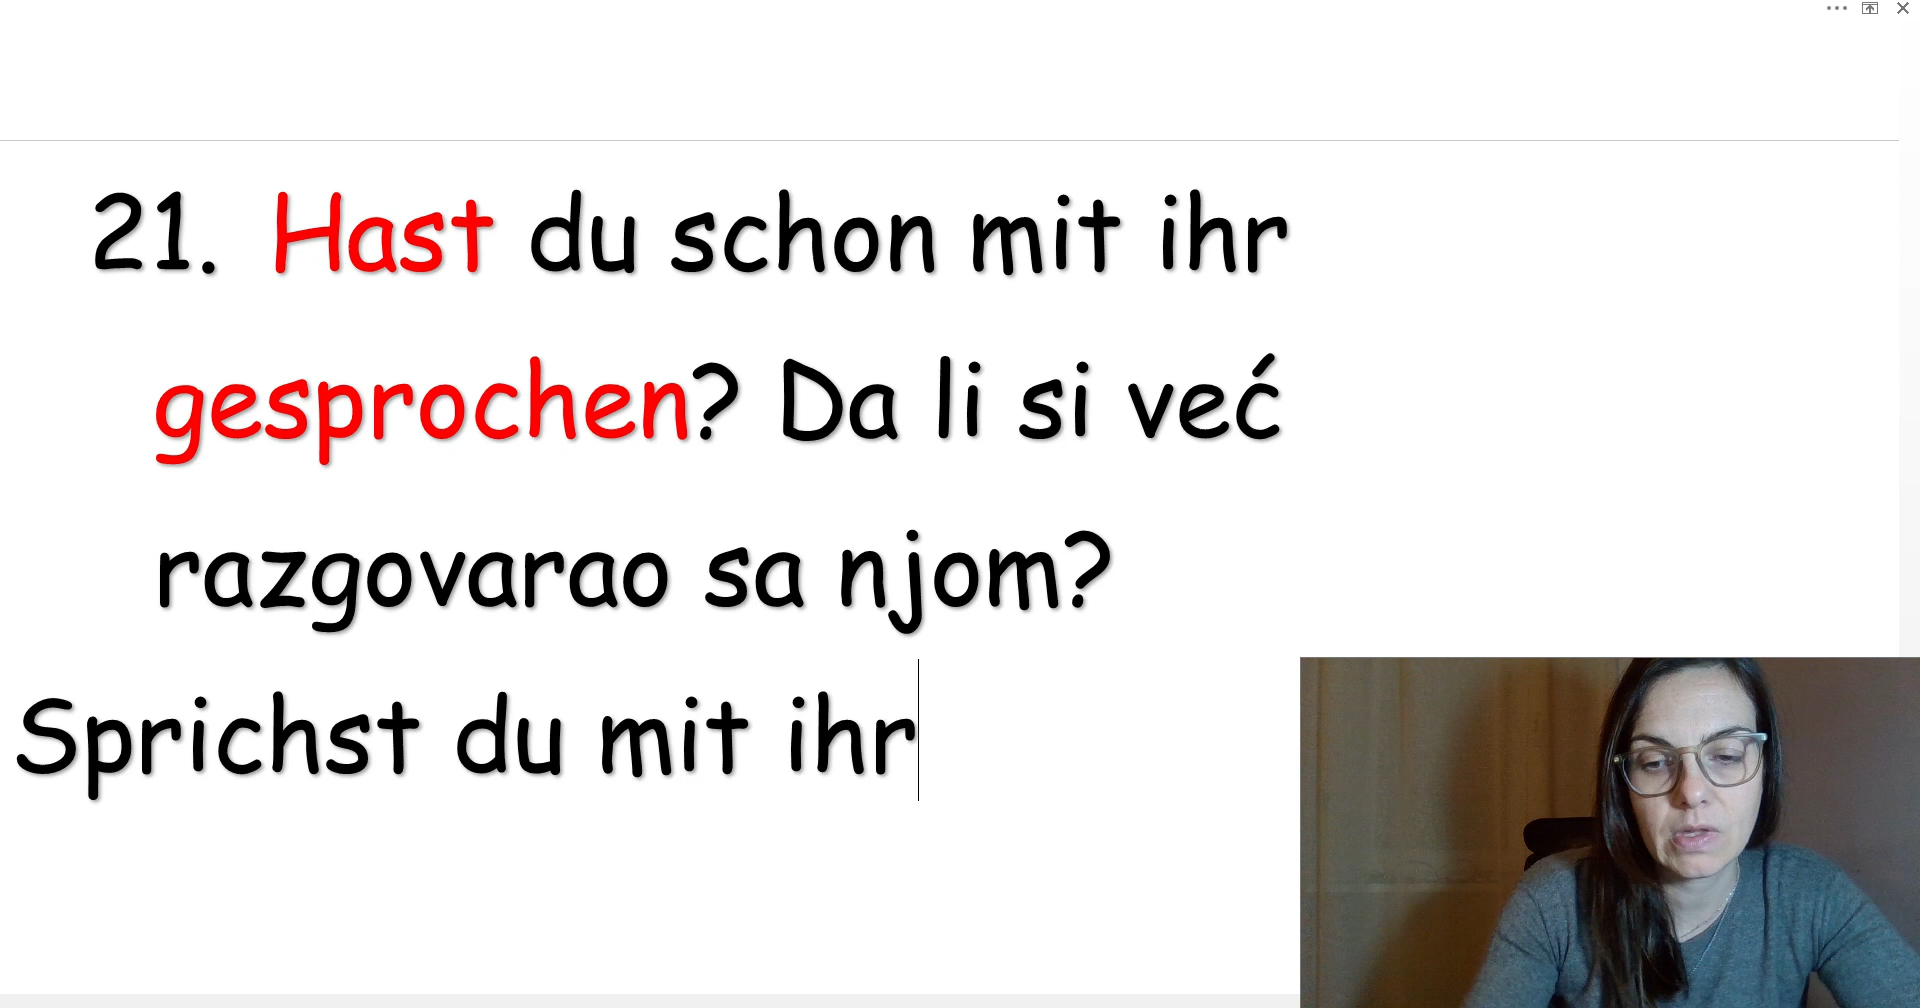 21. Hast du schon mit ihr
gesprochen? Da li si već
razgovarao sa njom?
Sprichst du mit ihr